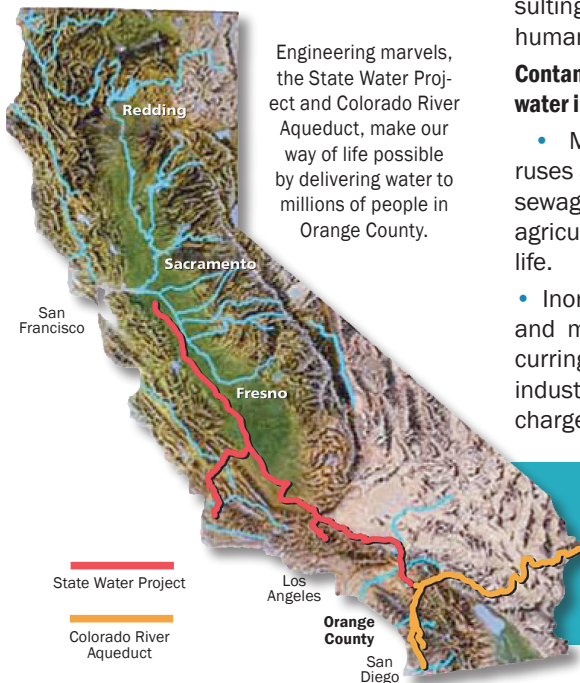 Engineering marvels,
the State Water Proj-
ect and Colorado River
Aqueduct, make our
way of life possible
by delivering water to
millions of people in
Orange County.
Redding
Sacramento
San
Francisco
Fresno
State Water Project
Los
Angeles
Colorado River
Aqueduct
Orange
County
San
Diego
sulting
human
Contan
water i
• M
ruses
sewag
agricu
life.
• Inor
and m
curring
indust
charge